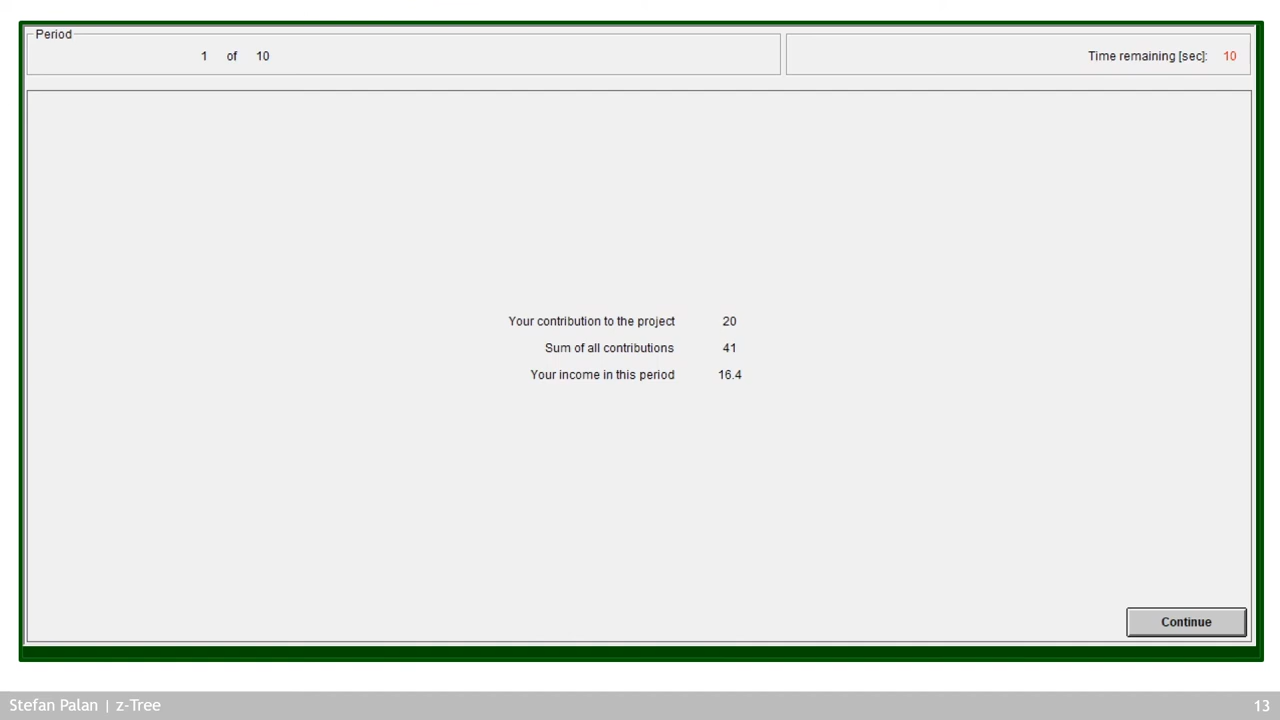 Period
1 of 10
Time remaining [sec]: 10
Your contribution to the project 20
Sum of all contributions 41
Your income in this period 16.4
Continue
Stefan Palan | z-Tree
13